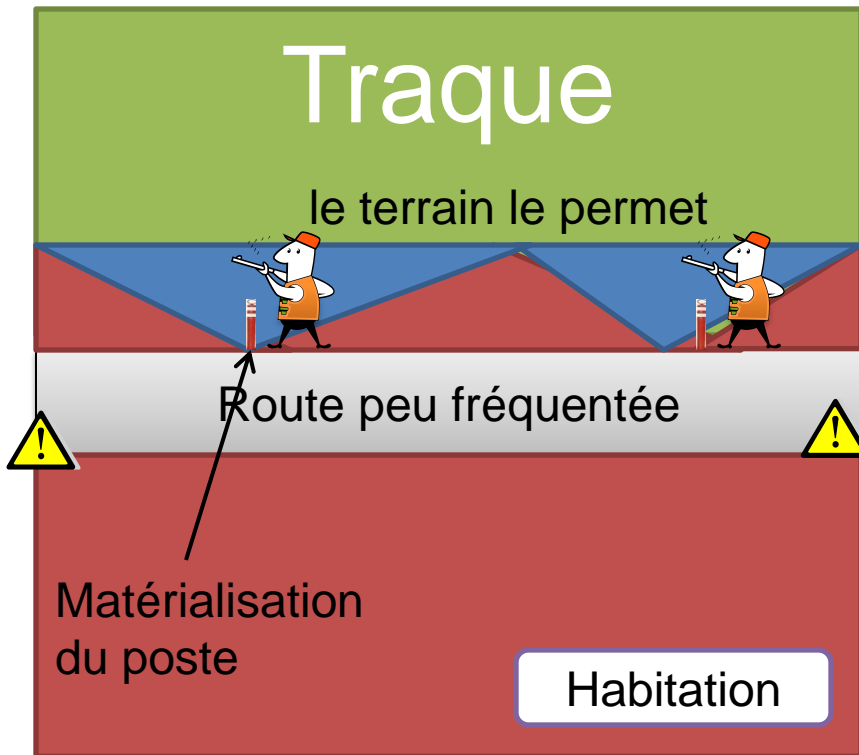 Traque
le terrain le permet
Route peu fréquentée
Matérialisation
du poste
Habitation